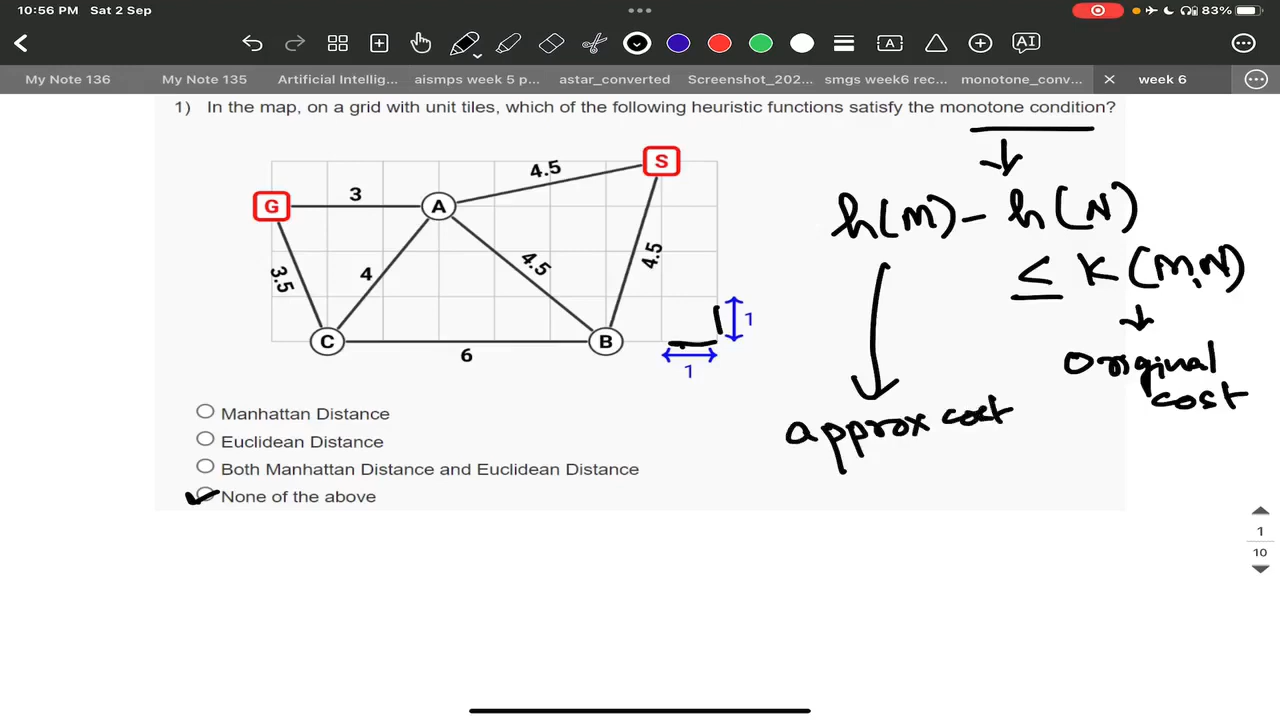 10:56 PM Sat 2 Sep
83%
A
AI
My Note 136
My Note 135
Artificial Intellig...
aismps week 5 p...
astar_converted
Screenshot_202...
smgs week6 rec...
monotone_conv...
week 6
1) In the map, on a grid with unit tiles, which of the following heuristic functions satisfy the monotone condition?
S
4.5
3
G
A
h(M) - h(N)
≤ K(M,N)
4.5
4.5
4
3.5
1
C
B
6
1
Original
cost
approx cost
Manhattan Distance
Euclidean Distance
Both Manhattan Distance and Euclidean Distance
None of the above
1
10